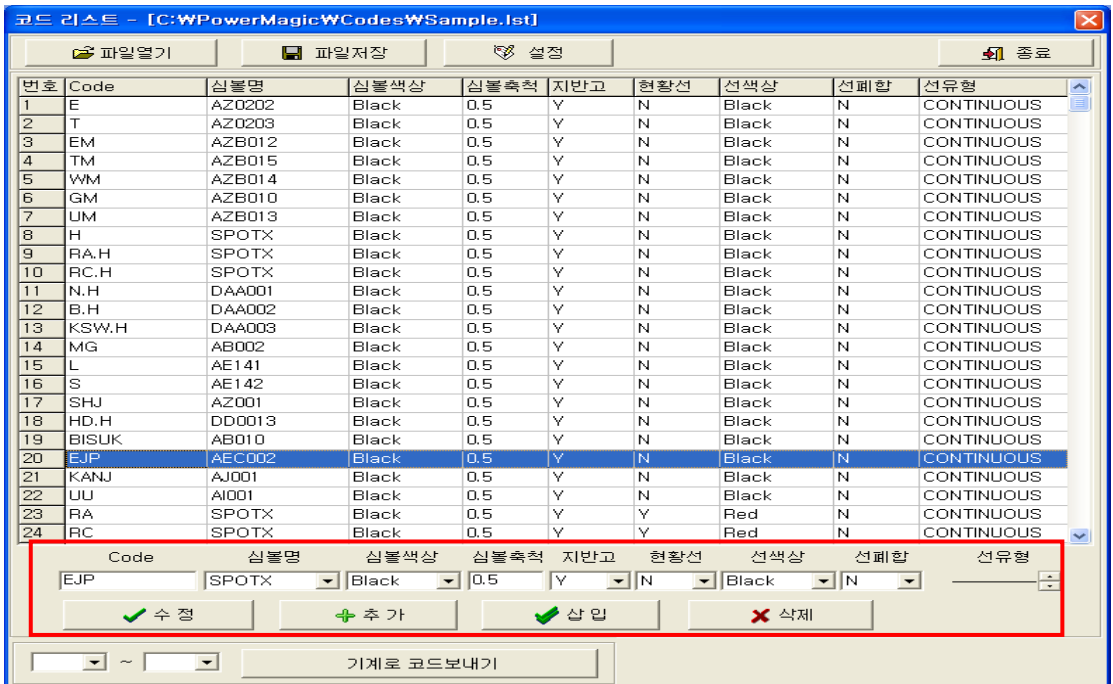 코드 리스트 - [C:₩PowerMagic₩Codes₩Sample.lst]
파일열기 파일저장 설정 종료
번호 Code 심볼명 심볼색상 심볼축척 지반고 현황선 선색상 선폐합 선유형
1 E AZ0202 Black 0.5 Y N Black N CONTINUOUS
2 T AZ0203 Black 0.5 Y N Black N CONTINUOUS
3 EM AZB012 Black 0.5 Y N Black N CONTINUOUS
4 TM AZB015 Black 0.5 Y N Black N CONTINUOUS
5 WM AZB014 Black 0.5 Y N Black N CONTINUOUS
6 GM AZB010 Black 0.5 Y N Black N CONTINUOUS
7 UM AZB013 Black 0.5 Y N Black N CONTINUOUS
8 H SPOTX Black 0.5 Y N Black N CONTINUOUS
9 RA.H SPOTX Black 0.5 Y N Black N CONTINUOUS
10 RC.H SPOTX Black 0.5 Y N Black N CONTINUOUS
11 N.H DAA001 Black 0.5 Y N Black N CONTINUOUS
12 B.H DAA002 Black 0.5 Y N Black N CONTINUOUS
13 KSW.H DAA003 Black 0.5 Y N Black N CONTINUOUS
14 MG AB002 Black 0.5 Y N Black N CONTINUOUS
15 L AE141 Black 0.5 Y N Black N CONTINUOUS
16 S AE142 Black 0.5 Y N Black N CONTINUOUS
17 SHJ AZ001 Black 0.5 Y N Black N CONTINUOUS
18 HD.H DD0013 Black 0.5 Y N Black N CONTINUOUS
19 BISUK AB010 Black 0.5 Y N Black N CONTINUOUS
20 EJP AEC002 Black 0.5 Y N Black N CONTINUOUS
21 KANJ AJ001 Black 0.5 Y N Black N CONTINUOUS
22 UU AI001 Black 0.5 Y N Black N CONTINUOUS
23 RA SPOTX Black 0.5 Y Y Red N CONTINUOUS
24 RC SPOTX Black 0.5 Y Y Red N CONTINUOUS
Code 심볼명 심볼색상 심볼축척 지반고 현황선 선색상 선폐합 선유형
EJP SPOTX Black 0.5 Y N Black N
수 정 추 가 삽 입 삭제
~ 기계로 코드보내기